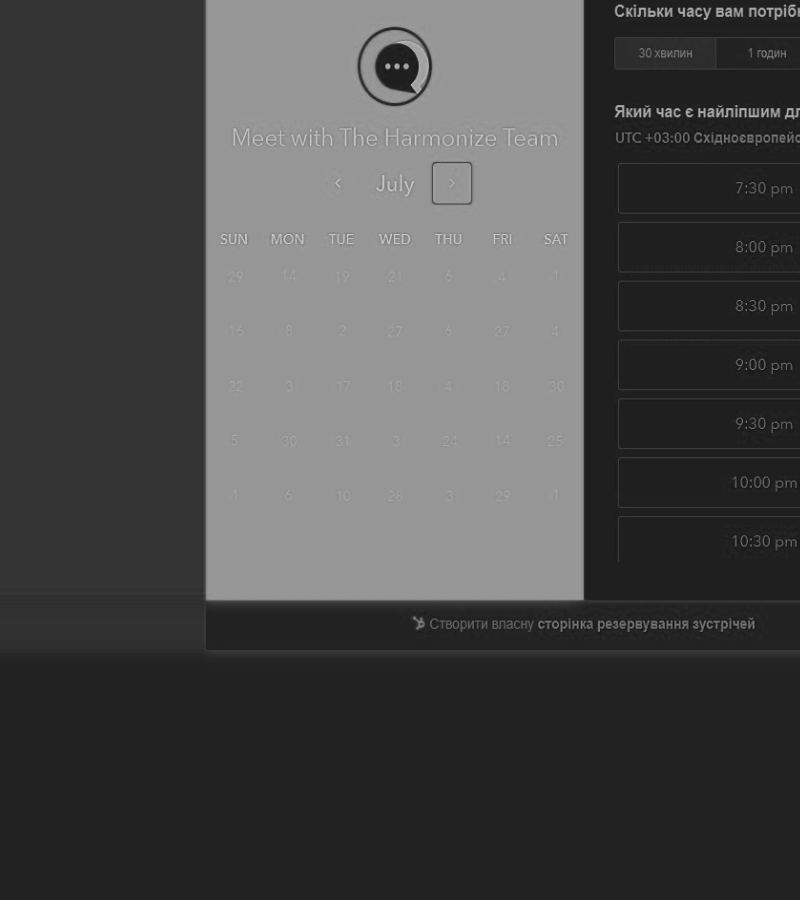 Meet with The Harmonize Team
July
SUN MON TUE WED THU FRI SAT
29 14 19 21 6 4 1
16 8 2 27 6 27 4
22 3 17 18 4 18 30
5 30 31 3 24 14 25
1 6 10 26 3 29 1
Скільки часу вам потріб
30 хвилин 1 годин
Який час є найліпшим дл
UTC +03:00 Східноєвропейс
7:30 pm
8:00 pm
8:30 pm
9:00 pm
9:30 pm
10:00 pm
10:30 pm
Створити власну сторінка резервування зустрічей